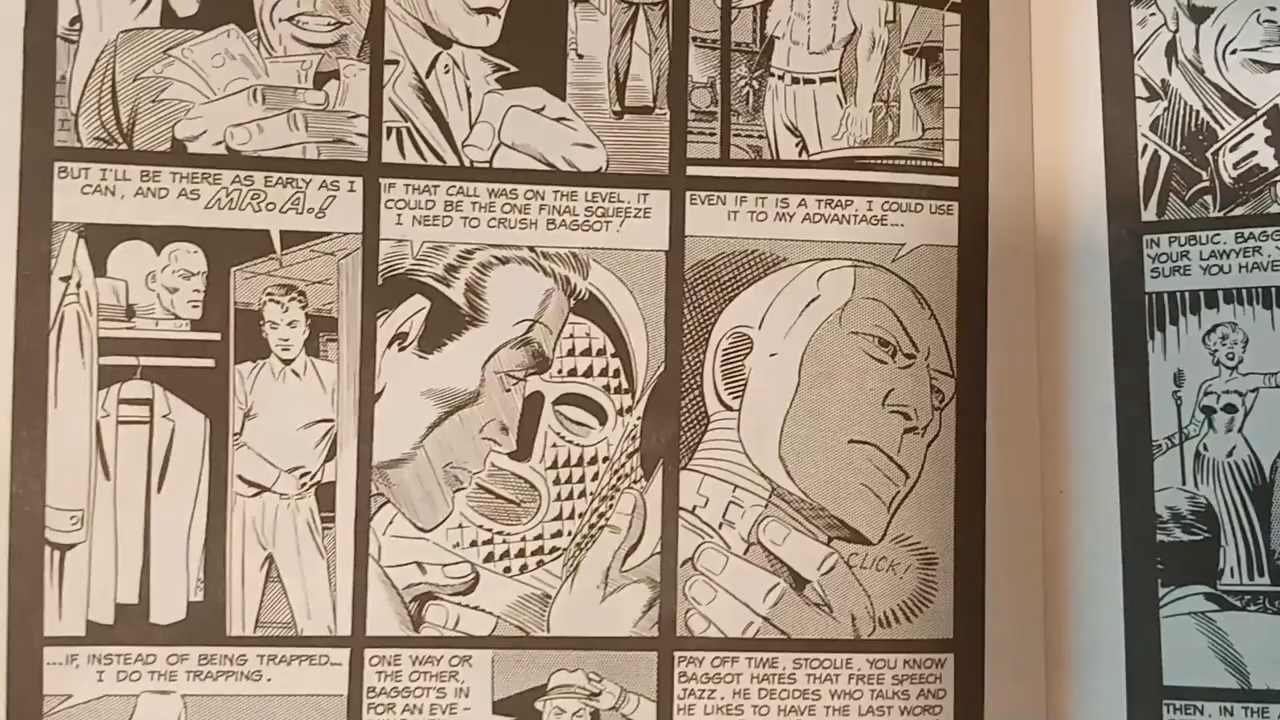 BUT I'LL BE THERE AS EARLY AS I
CAN, AND AS MR. A.!
IF THAT CALL WAS ON THE LEVEL, IT
COULD BE THE ONE FINAL SQUEEZE
I NEED TO CRUSH BAGGOT!
EVEN IF IT IS A TRAP, I COULD USE
IT TO MY ADVANTAGE...
CLICK!
...IF, INSTEAD OF BEING TRAPPED...
I DO THE TRAPPING.
ONE WAY OR
THE OTHER,
BAGGOT'S IN
FOR AN EVE-
PAY OFF TIME, STOOLIE, YOU KNOW
BAGGOT HATES THAT FREE SPEECH
JAZZ. HE DECIDES WHO TALKS AND
HE LIKES TO HAVE THE LAST WORD
IN PUBLIC, BAGG
YOUR LAWYER,
SURE YOU HAVE
THEN, IN THE